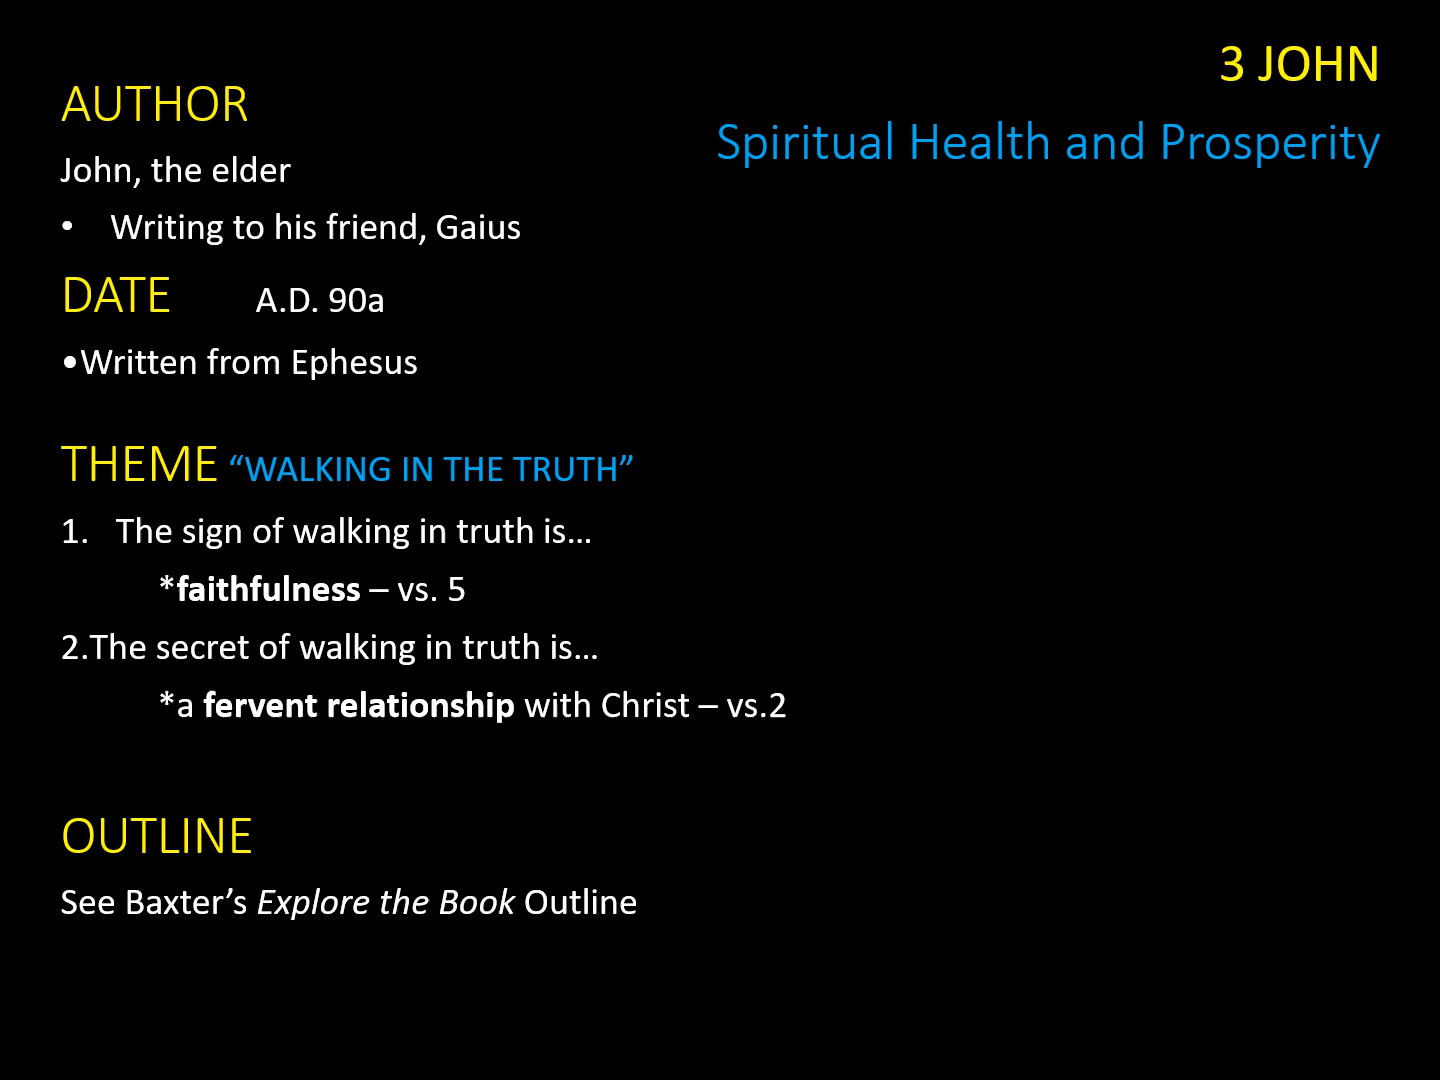 3 JOHN
Spiritual Health and Prosperity
AUTHOR
John, the elder
• Writing to his friend, Gaius
DATE A.D. 90a
•Written from Ephesus
THEME “WALKING IN THE TRUTH”
1. The sign of walking in truth is…
*faithfulness – vs. 5
2.The secret of walking in truth is…
*a fervent relationship with Christ – vs.2
OUTLINE
See Baxter’s Explore the Book Outline